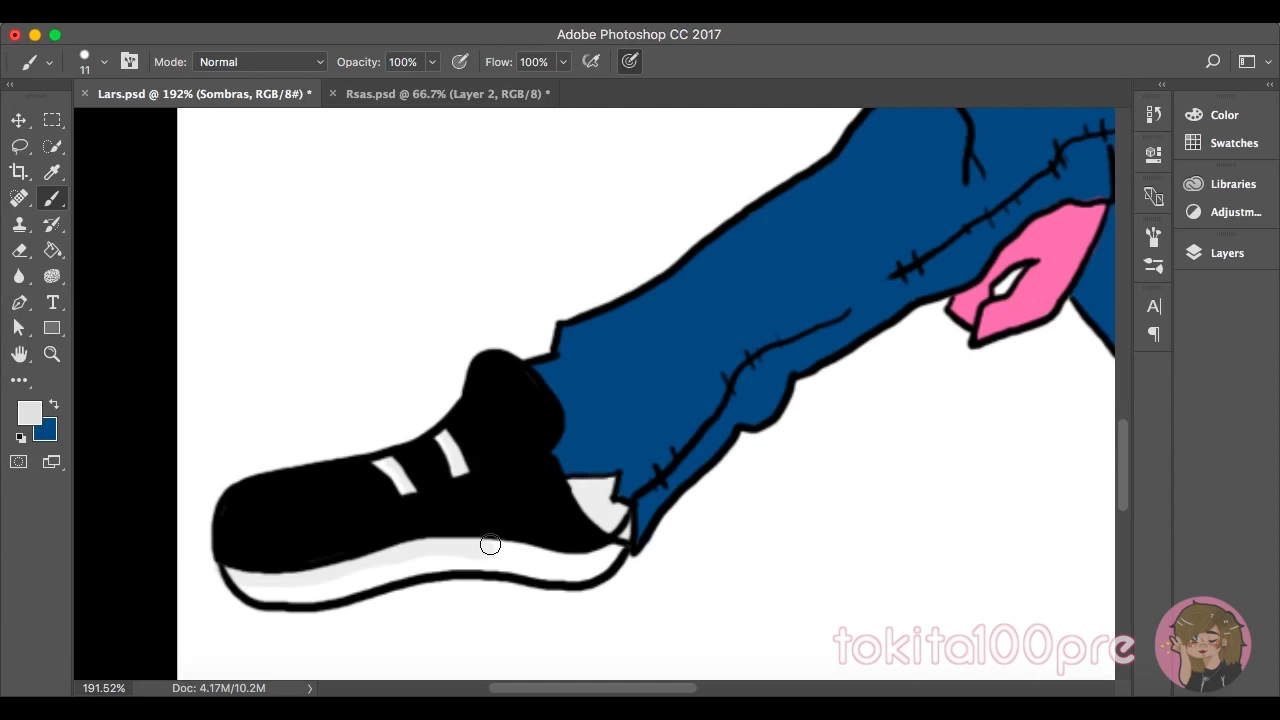 Adobe Photoshop CC 2017
11
Mode: Normal Opacity: 100% Flow: 100%
Lars.psd @ 192% (Sombras, RGB/8#) * Rsas.psd @ 66.7% (Layer 2, RGB/8) *
Color
Swatches
Libraries
Adjustm...
Layers
tokita100pre
191.52% Doc: 4.17M/10.2M